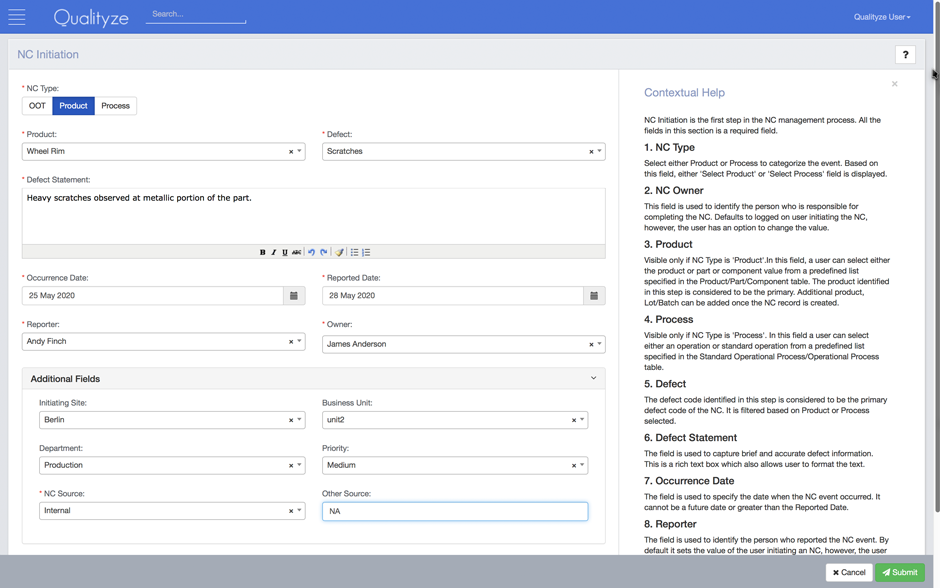 Qualityze
Search...
Qualityze User
NC Initiation
?
* NC Type:
OOT Product Process
* Product:
Wheel Rim
* Defect:
Scratches
* Defect Statement:
Heavy scratches observed at metallic portion of the part.
B I U ABC
* Occurrence Date:
25 May 2020
* Reported Date:
28 May 2020
* Reporter:
Andy Finch
* Owner:
James Anderson
Additional Fields
Initiating Site:
Berlin
Business Unit:
unit2
Department:
Production
Priority:
Medium
* NC Source:
Internal
Other Source:
NA
Contextual Help
NC Initiation is the first step in the NC management process. All the
fields in this section is a required field.
1. NC Type
Select either Product or Process to categorize the event. Based on
this field, either 'Select Product' or 'Select Process' field is displayed.
2. NC Owner
This field is used to identify the person who is responsible for
completing the NC. Defaults to logged on user initiating the NC,
however, the user has an option to change the value.
3. Product
Visible only if NC Type is 'Product'.In this field, a user can select either
the product or part or component value from a predefined list
specified in the Product/Part/Component table. The product identified
in this step is considered to be the primary. Additional product,
Lot/Batch can be added once the NC record is created.
4. Process
Visible only if NC Type is 'Process'. In this field a user can select
either an operation or standard operation from a predefined list
specified in the Standard Operational Process/Operational Process
table.
5. Defect
The defect code identified in this step is considered to be the primary
defect code of the NC. It is filtered based on Product or Process
selected.
6. Defect Statement
The field is used to capture brief and accurate defect information.
This is a rich text box which also allows user to format the text.
7. Occurrence Date
The field is used to specify the date when the NC event occurred. It
cannot be a future date or greater than the Reported Date.
8. Reporter
The field is used to identify the person who reported the NC event. By
default it sets the value of the user initiating an NC, however, the user
Cancel
Submit